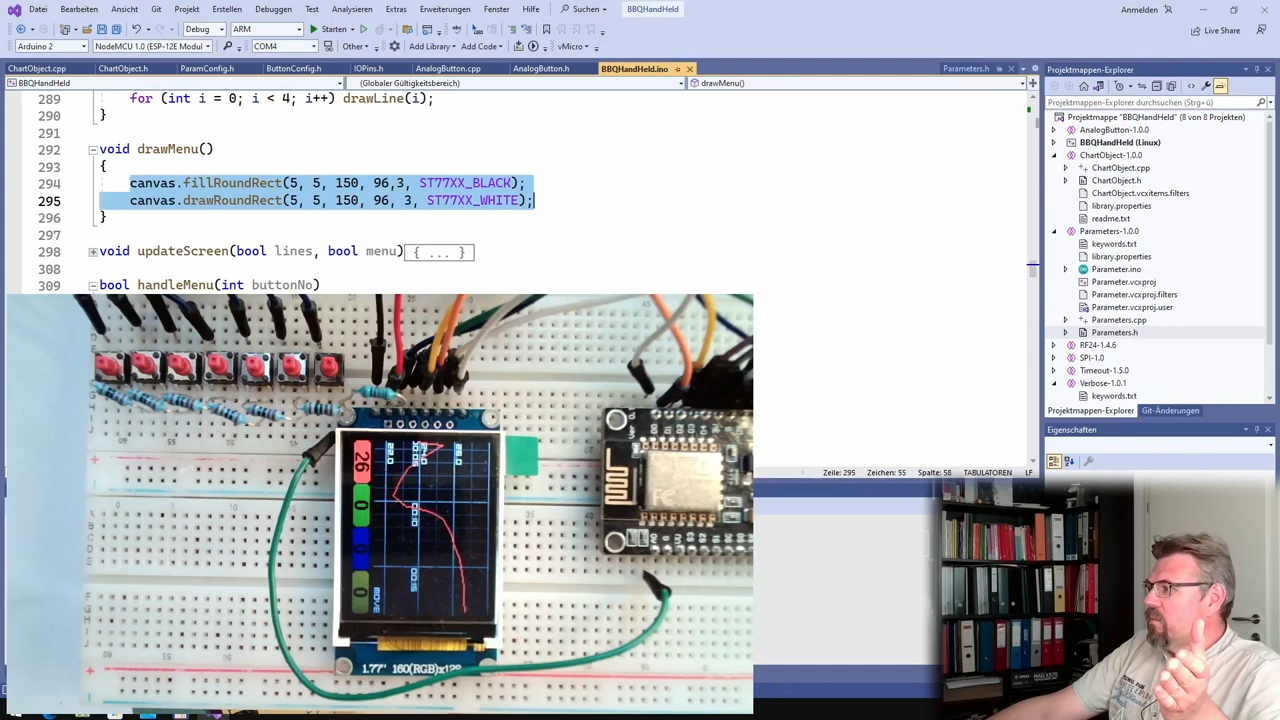 Datei Bearbeiten Ansicht Git Projekt Erstellen Debuggen Test Analysieren Extras Erweiterungen Fenster Hilfe Suchen BBQHandHeld Anmelden
Debug ARM Starten Live Share
Arduino 2 NodeMCU 1.0 (ESP-12E Modul COM4 Other Add Library Add Code vMicro
ChartObject.cpp ChartObject.h ParamConfig.h ButtonConfig.h IOPins.h AnalogButton.cpp AnalogButton.h BBQHandHeld.ino Parameters.h
BBQHandHeld (Globaler Gültigkeitsbereich) drawMenu()
289 for (int i = 0; i < 4; i++) drawLine(i);
290 }
291
292 void drawMenu()
293 {
294 canvas.fillRoundRect(5, 5, 150, 96,3, ST77XX_BLACK);
295 canvas.drawRoundRect(5, 5, 150, 96, 3, ST77XX_WHITE);
296 }
297
298 void updateScreen(bool lines, bool menu) { ... }
308
309 bool handleMenu(int buttonNo)
Zeile: 295 Zeichen: 55 Spalte: 58 TABULATOREN LF
Projektmappen-Explorer
Projektmappen-Explorer durchsuchen (Strg+ü)
Projektmappe "BBQHandHeld" (8 von 8 Projekten)
AnalogButton-1.0.0
BBQHandHeld (Linux)
ChartObject-1.0.0
ChartObject.cpp
ChartObject.h
ChartObject.vcxitems.filters
library.properties
readme.txt
Parameters-1.0.0
keywords.txt
library.properties
Parameter.ino
Parameter.vcxproj
Parameter.vcxproj.filters
Parameter.vcxproj.user
Parameters.cpp
Parameters.h
RF24-1.4.6
SPI-1.0
Timeout-1.5.0
Verbose-1.0.1
keywords.txt
Projektmappen-Explorer Git-Änderungen
Eigenschaften
26
0
0
0
MOVE
00:10
00:15
1.77" 160(RGB)x128